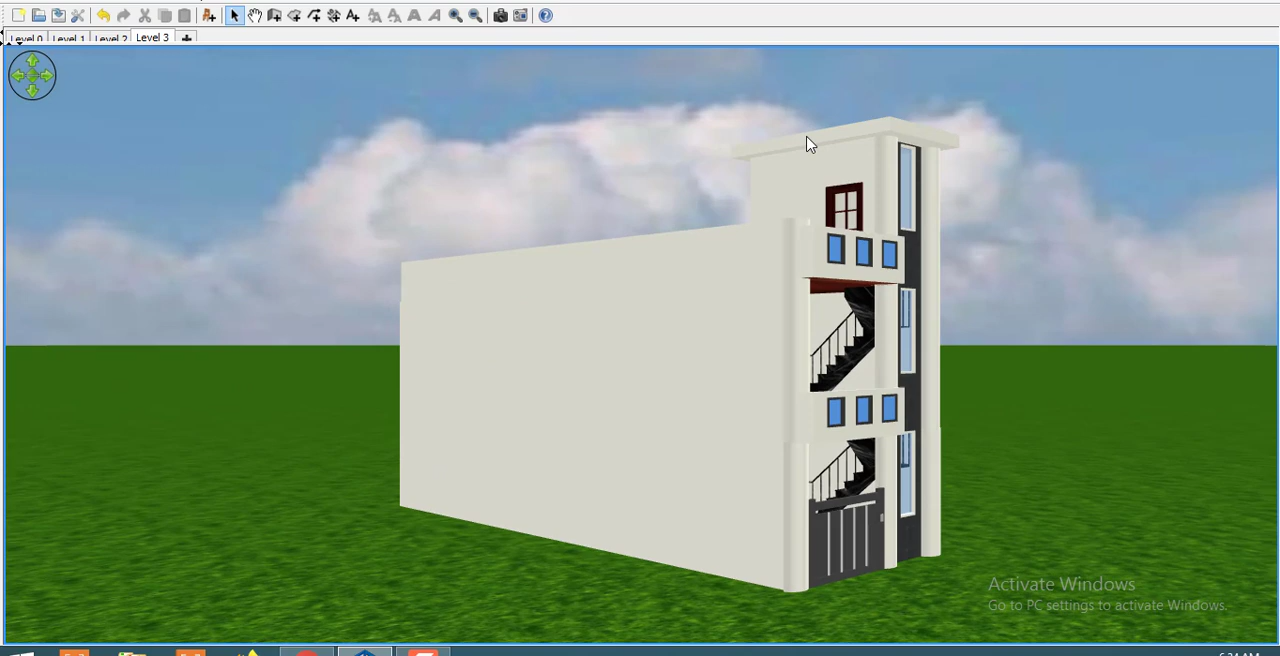 Level 0 Level 1 Level 2 Level 3
Activate Windows
Go to PC settings to activate Windows.